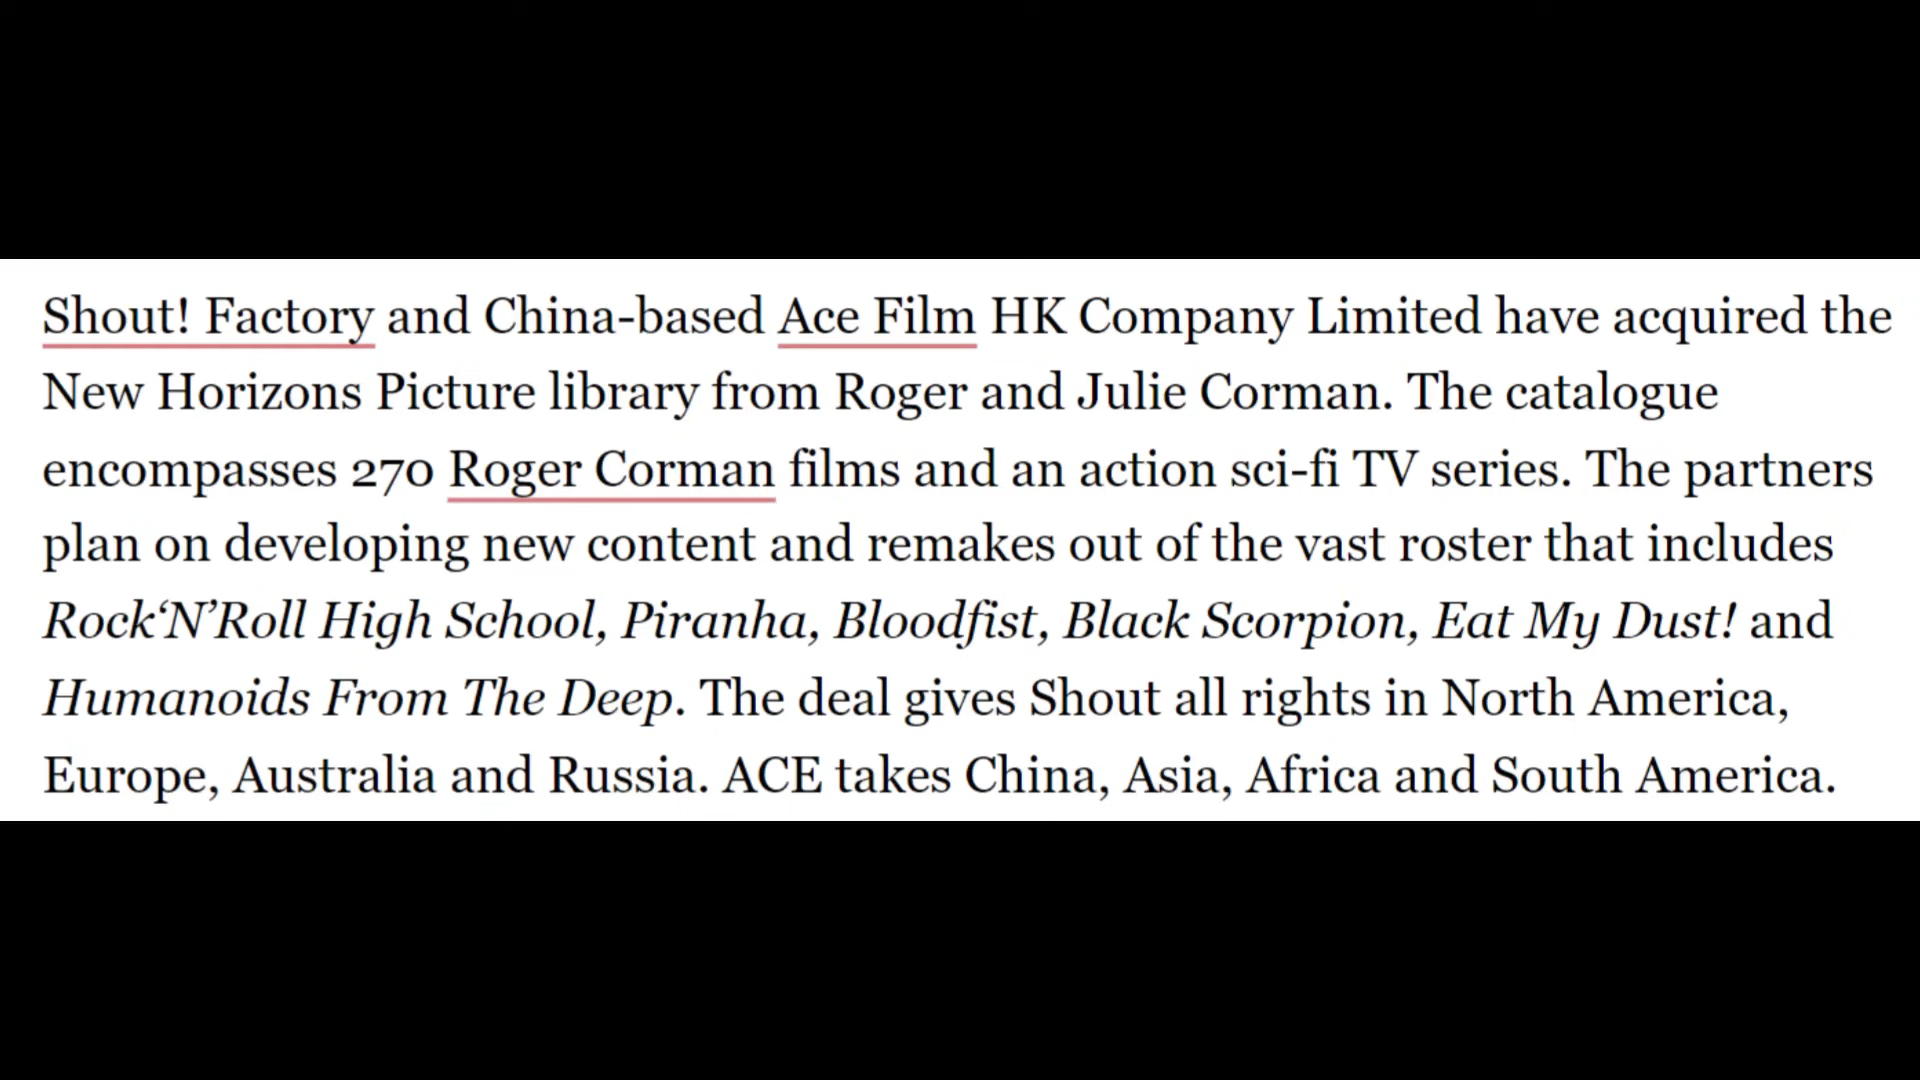 Shout! Factory and China-based Ace Film HK Company Limited have acquired the
New Horizons Picture library from Roger and Julie Corman. The catalogue
encompasses 270 Roger Corman films and an action sci-fi TV series. The partners
plan on developing new content and remakes out of the vast roster that includes
Rock‘N’Roll High School, Piranha, Bloodfist, Black Scorpion, Eat My Dust! and
Humanoids From The Deep. The deal gives Shout all rights in North America,
Europe, Australia and Russia. ACE takes China, Asia, Africa and South America.